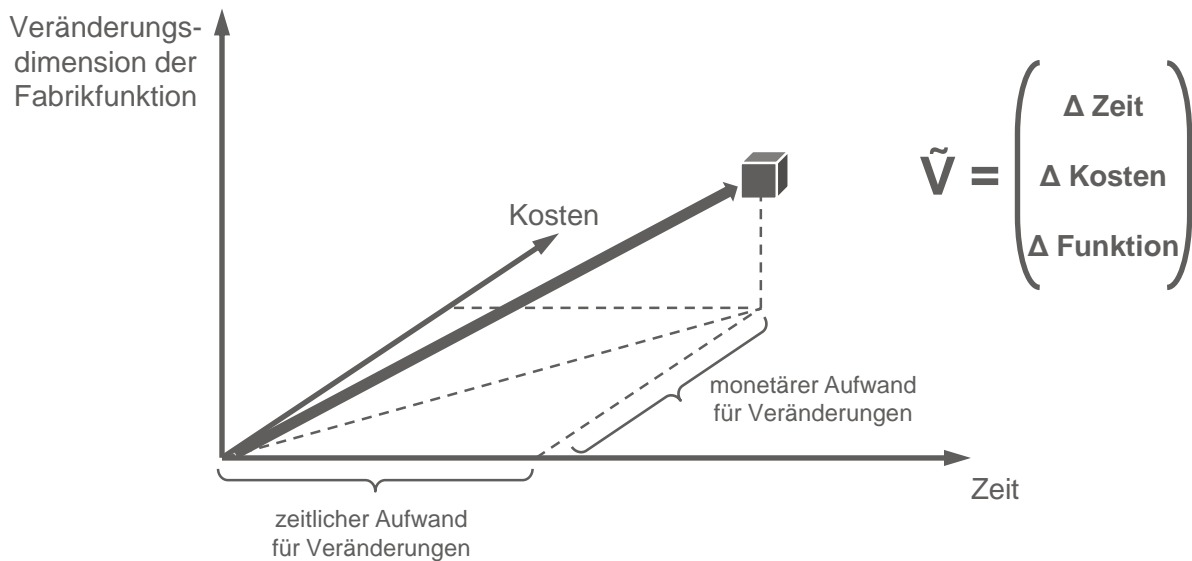 Veränderungs-
dimension der
Fabrikfunktion
Kosten
Ṽ =
Δ Zeit
Δ Kosten
Δ Funktion
monetärer Aufwand
für Veränderungen
Zeit
zeitlicher Aufwand
für Veränderungen